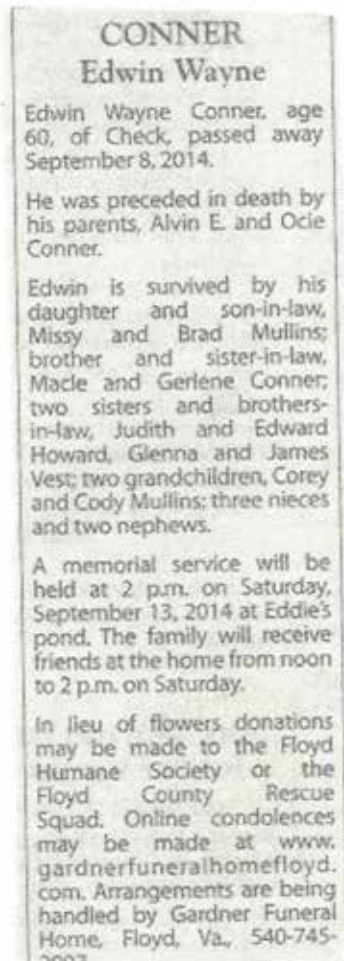 CONNER
Edwin Wayne
Edwin Wayne Conner, age
60, of Check, passed away
September 8, 2014.
He was preceded in death by
his parents, Alvin E. and Ocie
Conner.
Edwin is survived by his
daughter and son-in-law,
Missy and Brad Mullins;
brother and sister-in-law,
Macie and Gerlene Conner;
two sisters and brothers-
in-law, Judith and Edward
Howard, Glenna and James
Vest; two grandchildren, Corey
and Cody Mullins; three nieces
and two nephews.
A memorial service will be
held at 2 p.m. on Saturday,
September 13, 2014 at Eddie's
pond. The family will receive
friends at the home from noon
to 2 p.m. on Saturday.
In lieu of flowers donations
may be made to the Floyd
Humane Society or the
Floyd County Rescue
Squad. Online condolences
may be made at www.
gardnerfuneralhomefloyd.
com. Arrangements are being
handled by Gardner Funeral
Home, Floyd, Va., 540-745-